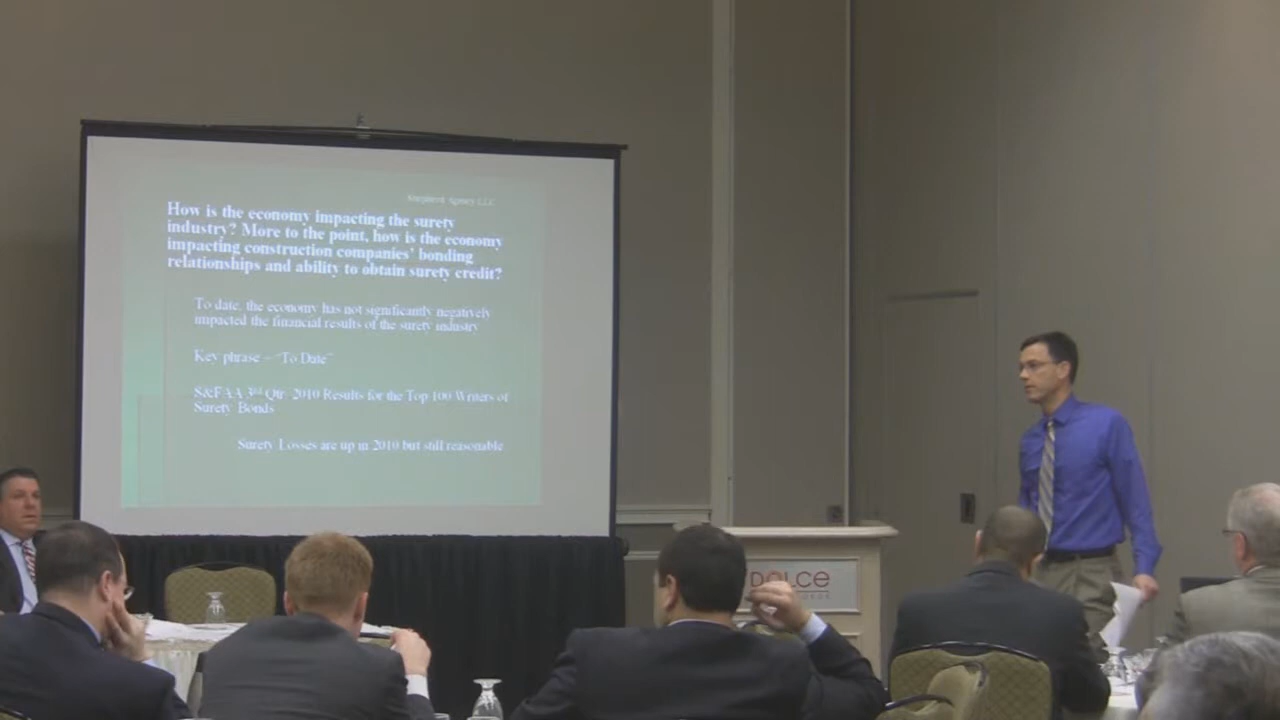 Agency LLC
How is the economy impacting the surety
industry? More to the point, how is the economy
impacting construction companies' bonding
relationships and ability to obtain surety credit?
To date, the economy has not significantly negatively
impacted the financial results of the surety industry
Key phrase – "To Date"
S&FAA 3rd Qtr. 2010 Results for the Top 100 Writers of
Surety Bonds
Surety Losses are up in 2010 but still reasonable
DOLCE